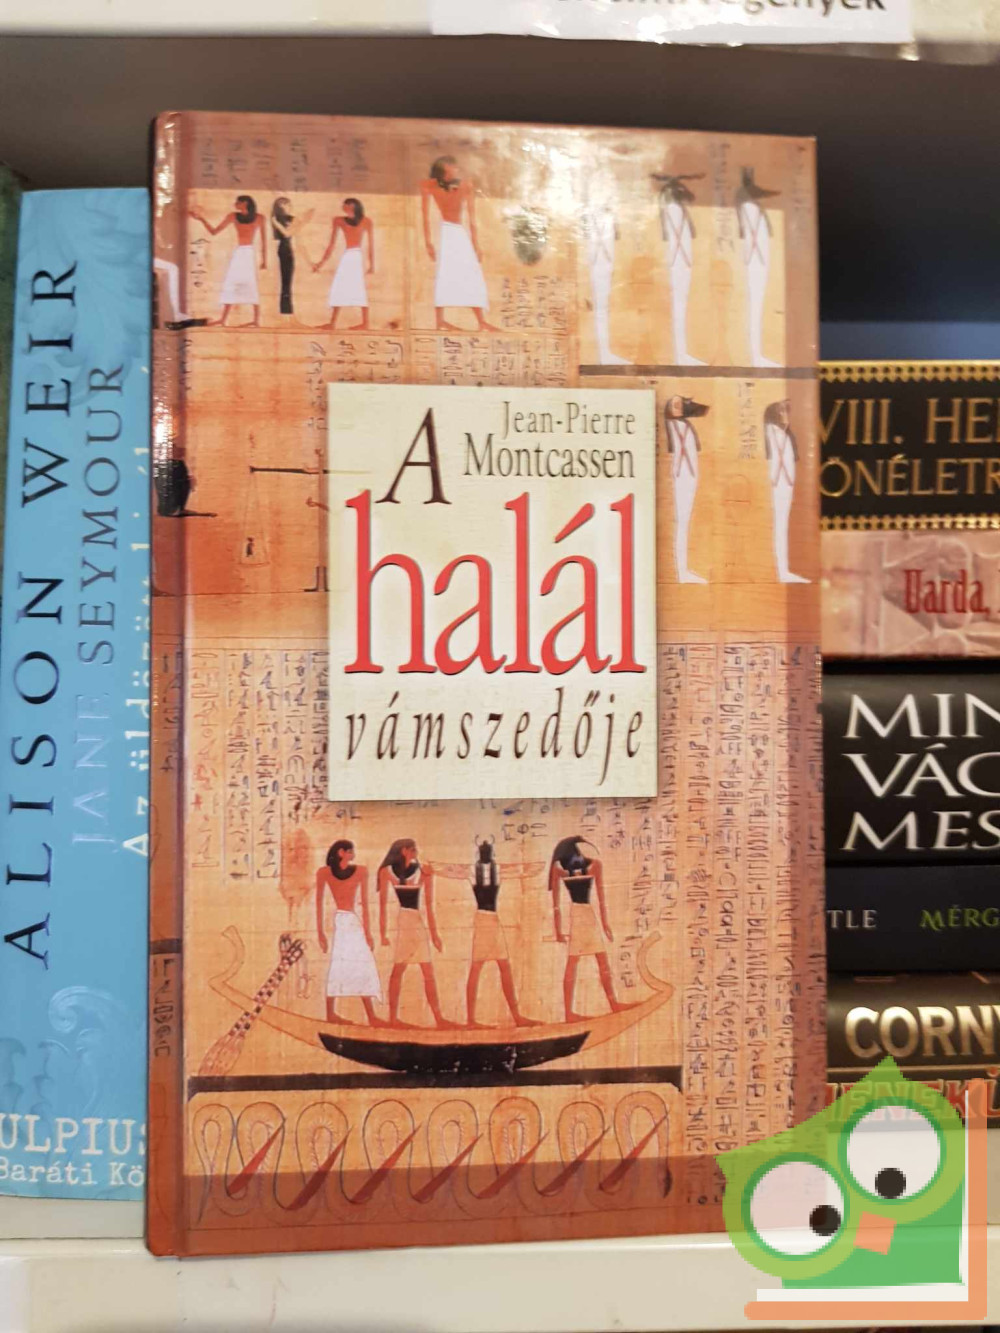 Jean-Pierre
Montcassen
A
halál
vámszedője
ALISON WEIR
JANE SEYMOUR
ULPIUS
Baráti Kö
VIII. HE
ÖNÉLETR
Uarda,
MIN
VÁC
MES
TLE MÉRG
CORN